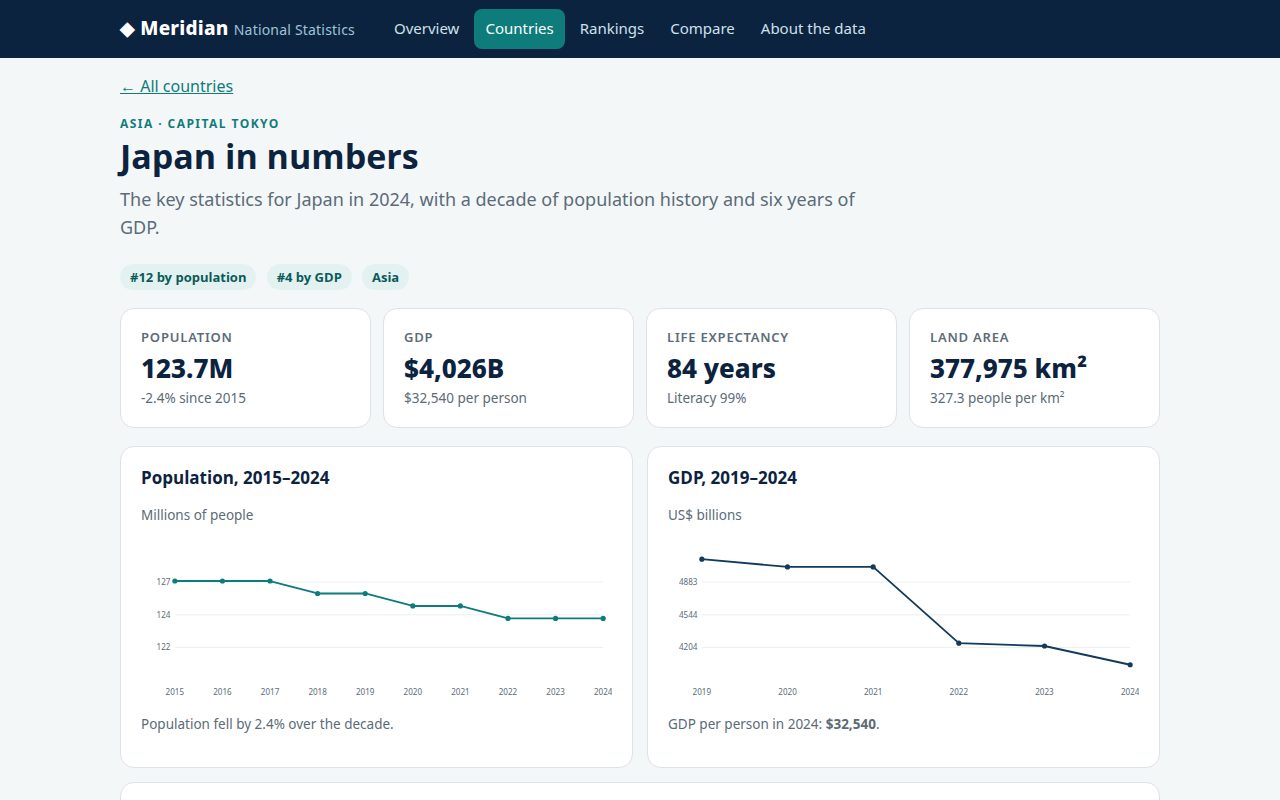 ◆ Meridian National Statistics
Overview
Countries
Rankings
Compare
About the data
← All countries
ASIA · CAPITAL TOKYO
Japan in numbers
The key statistics for Japan in 2024, with a decade of population history and six years of
GDP.
#12 by population
#4 by GDP
Asia
POPULATION
123.7M
-2.4% since 2015
GDP
$4,026B
$32,540 per person
LIFE EXPECTANCY
84 years
Literacy 99%
LAND AREA
377,975 km²
327.3 people per km²
Population, 2015–2024
Millions of people
127
124
122
2015 2016 2017 2018 2019 2020 2021 2022 2023 2024
Population fell by 2.4% over the decade.
GDP, 2019–2024
US$ billions
4883
4544
4204
2019 2020 2021 2022 2023 2024
GDP per person in 2024: $32,540.